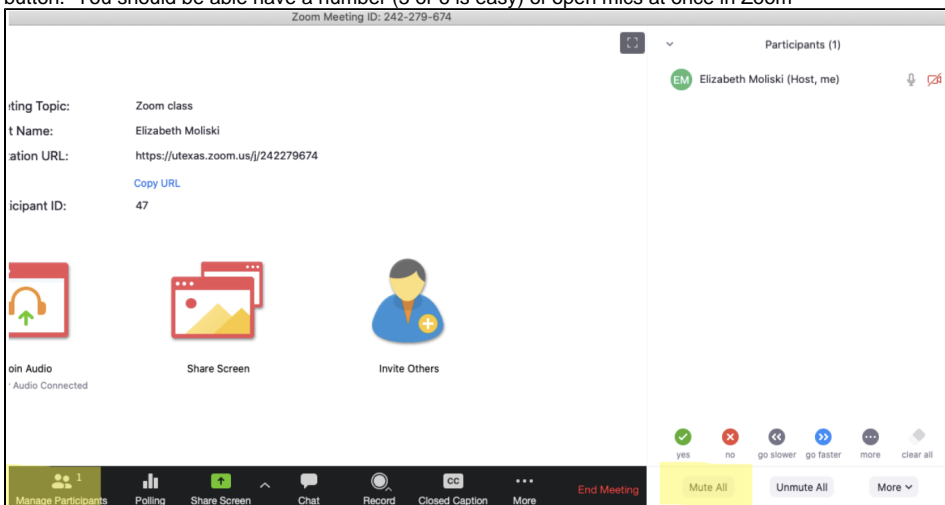 button. You should be able have a number (5 or 6 is easy) of open mics at once in Zoom
Zoom Meeting ID: 242-279-674
Participants (1)
EM Elizabeth Moliski (Host, me)
eting Topic: Zoom class
t Name: Elizabeth Moliski
ation URL: https://utexas.zoom.us/j/242279674
Copy URL
icipant ID: 47
oin Audio Share Screen Invite Others
Audio Connected
yes no go slower go faster more clear all
1 CC
Manage Participants Polling Share Screen Chat Record Closed Caption More End Meeting
Mute All Unmute All More